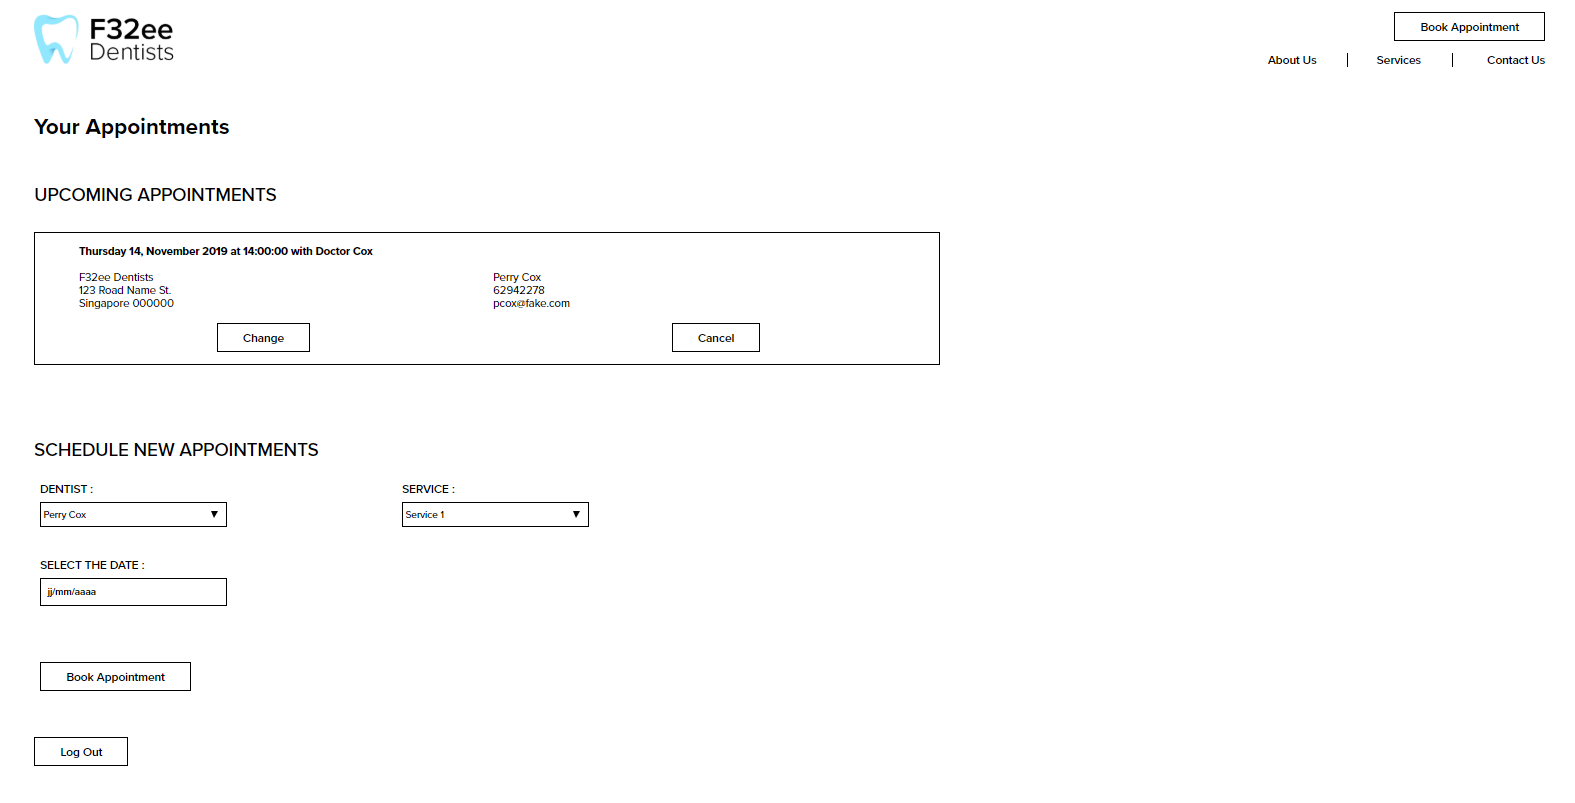 F32ee
Dentists
Book Appointment
About Us
Services
Contact Us
Your Appointments
UPCOMING APPOINTMENTS
Thursday 14, November 2019 at 14:00:00 with Doctor Cox
F32ee Dentists
123 Road Name St.
Singapore 000000
Perry Cox
62942278
pcox@fake.com
Change
Cancel
SCHEDULE NEW APPOINTMENTS
DENTIST :
Perry Cox
SERVICE :
Service 1
SELECT THE DATE :
jj/mm/aaaa
Book Appointment
Log Out